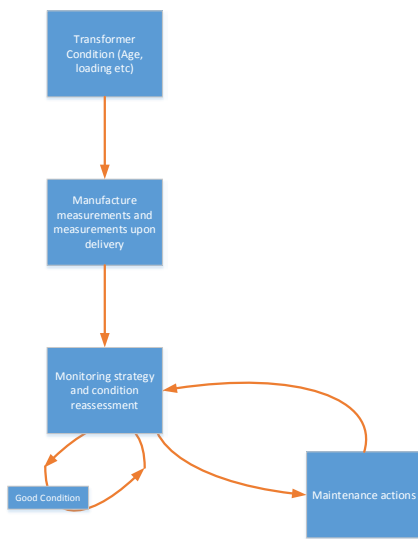 Transformer
Condition (Age,
loading etc)
Manufacture
measurements and
measurements upon
delivery
Monitoring strategy
and condition
reassessment
Good Condition
Maintenance actions